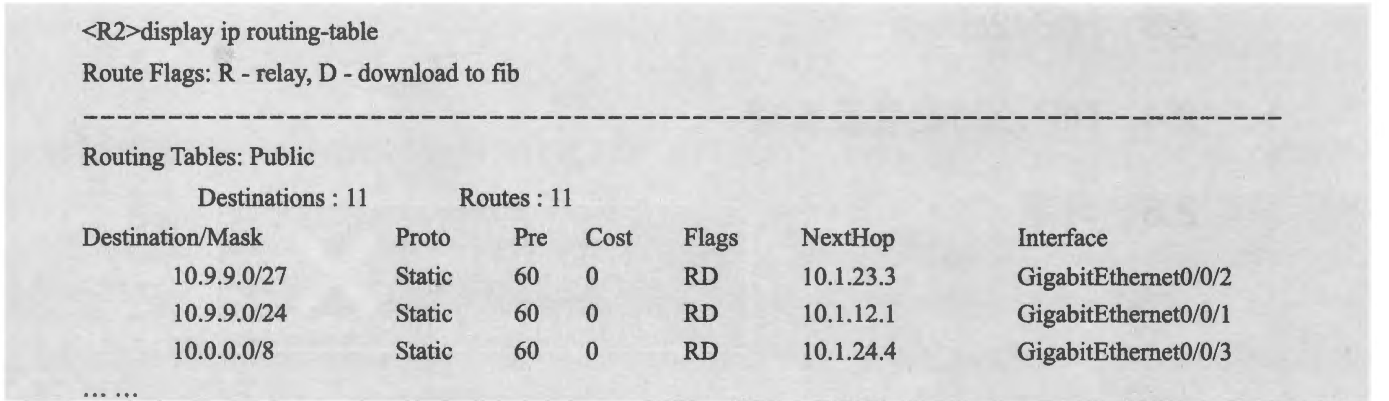 <R2>display ip routing-table
Route Flags: R - relay, D - download to fib
Routing Tables: Public
Destinations : 11 Routes : 11
Destination/Mask Proto Pre Cost Flags NextHop Interface
10.9.9.0/27 Static 60 0 RD 10.1.23.3 GigabitEthernet0/0/2
10.9.9.0/24 Static 60 0 RD 10.1.12.1 GigabitEthernet0/0/1
10.0.0.0/8 Static 60 0 RD 10.1.24.4 GigabitEthernet0/0/3
... ...